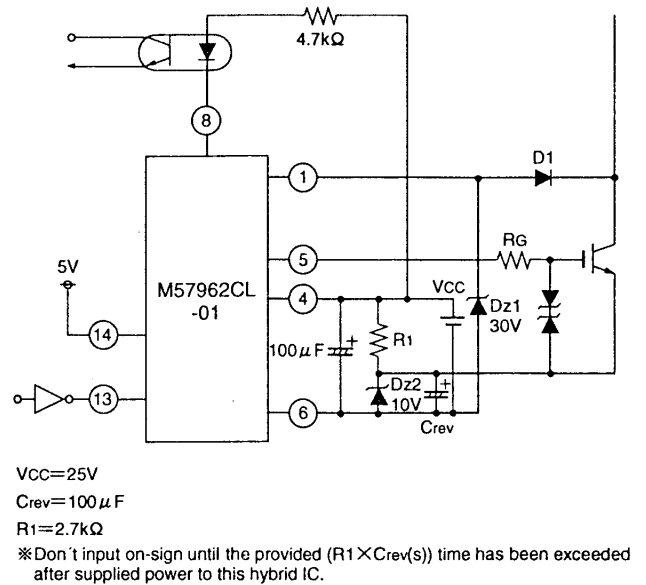 4.7kΩ
8
1
D1
5
RG
5V
M57962CL
-01
4
VCC
Dz1
30V
14
100μF
+
R1
13
Dz2
10V
+
6
Crev
VCC=25V
Crev=100μF
R1=2.7kΩ
※Don´t input on-sign until the provided (R1×Crev(s)) time has been exceeded
after supplied power to this hybrid IC.